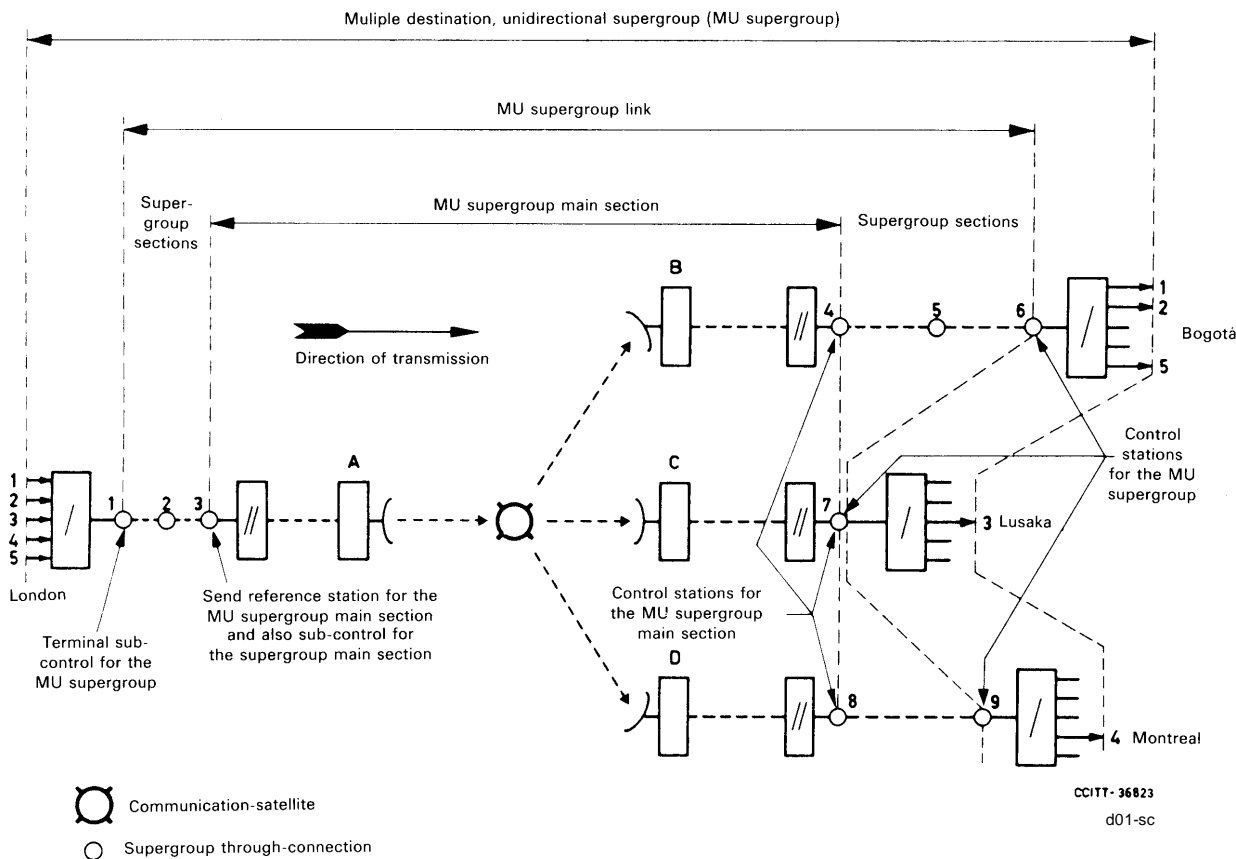 Muliple destination, unidirectional supergroup (MU supergroup)
MU supergroup link
Super-
group
sections
MU supergroup main section
Supergroup sections
B
4
5
6
1
2
5
Bogotá
Direction of transmission
A
C
Control
stations
for the MU
supergroup
1
2
3
4
5
1
2
3
7
3 Lusaka
London
Terminal sub-
control for the
MU supergroup
Send reference station for the
MU supergroup main section
and also sub-control for
the supergroup main section
Control stations for
the MU supergroup
main section
D
8
9
4 Montreal
Communication-satellite
Supergroup through-connection
CCITT-36823
d01-sc